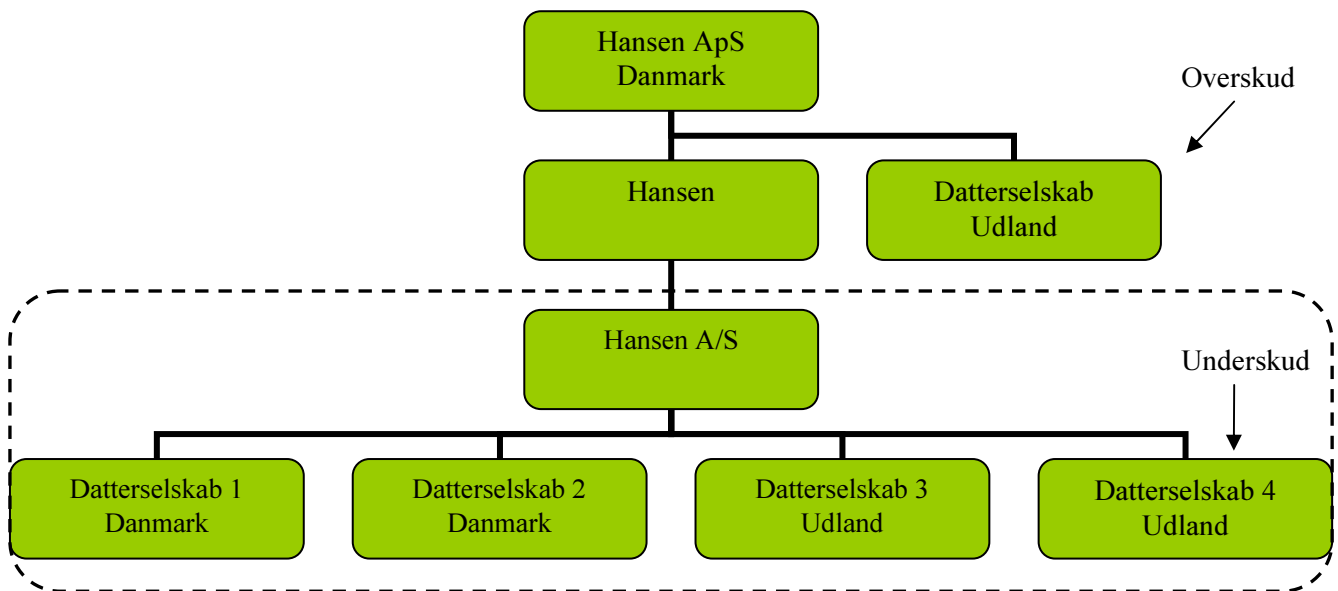 Hansen ApS
Danmark
Overskud
Hansen
Datterselskab
Udland
Hansen A/S
Underskud
Datterselskab 1
Danmark
Datterselskab 2
Danmark
Datterselskab 3
Udland
Datterselskab 4
Udland